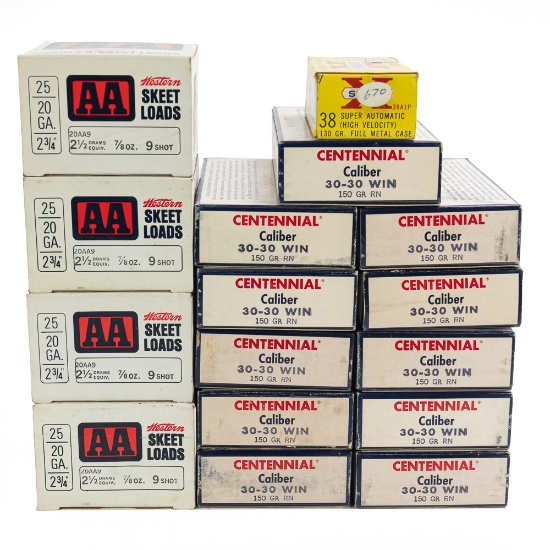 25
20
GA.
2¾"
AA
Western
SKEET
LOADS
20AA9
2½ DRAMS EQUIV. ⅞ OZ. 9 SHOT
25
20
GA.
2¾"
AA
Western
SKEET
LOADS
20AA9
2½ DRAMS EQUIV. ⅞ OZ. 9 SHOT
25
20
GA.
2¾"
AA
Western
SKEET
LOADS
20AA9
2½ DRAMS EQUIV. ⅞ OZ. 9 SHOT
25
20
GA.
2¾"
AA
Western
SKEET
LOADS
20AA9
2½ DRAMS EQUIV. ⅞ OZ. 9 SHOT
X
670
38A1P
38 SUPER AUTOMATIC
(HIGH VELOCITY)
130 GR. FULL METAL CASE
CENTENNIAL®
Caliber
30-30 WIN
150 GR RN
CENTENNIAL®
Caliber
30-30 WIN
150 GR RN
CENTENNIAL®
Caliber
30-30 WIN
150 GR RN
CENTENNIAL®
Caliber
30-30 WIN
150 GR RN
CENTENNIAL®
Caliber
30-30 WIN
150 GR RN
CENTENNIAL®
Caliber
30-30 WIN
150 GR RN
CENTENNIAL®
Caliber
30-30 WIN
150 GR RN
CENTENNIAL®
Caliber
30-30 WIN
150 GR RN
CENTENNIAL®
Caliber
30-30 WIN
150 GR RN
CENTENNIAL®
Caliber
30-30 WIN
150 GR RN
CENTENNIAL®
Caliber
30-30 WIN
150 GR RN